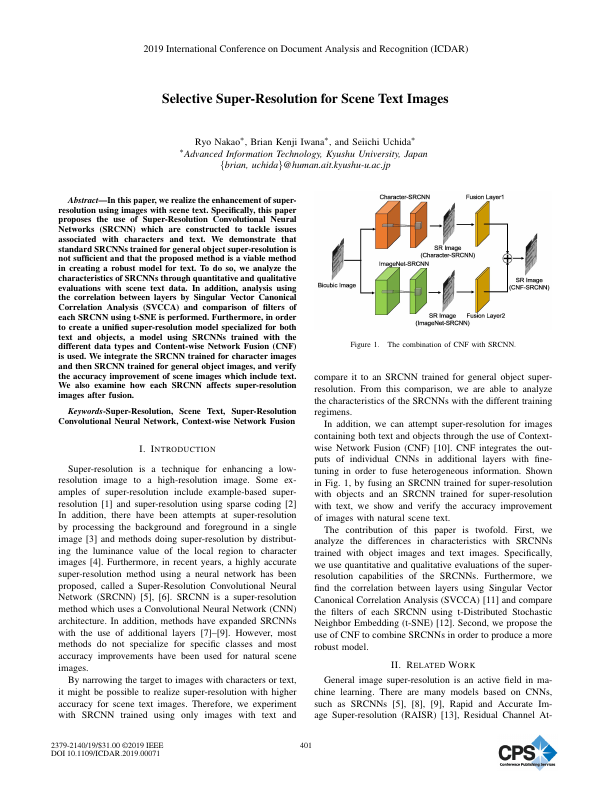 2019 International Conference on Document Analysis and Recognition (ICDAR)
Selective Super-Resolution for Scene Text Images
Ryo Nakao*, Brian Kenji Iwana*, and Seiichi Uchida*
*Advanced Information Technology, Kyushu University, Japan
{brian, uchida}@human.ait.kyushu-u.ac.jp
Abstract—In this paper, we realize the enhancement of super-
resolution using images with scene text. Specifically, this paper
proposes the use of Super-Resolution Convolutional Neural
Networks (SRCNN) which are constructed to tackle issues
associated with characters and text. We demonstrate that
standard SRCNNs trained for general object super-resolution is
not sufficient and that the proposed method is a viable method
in creating a robust model for text. To do so, we analyze the
characteristics of SRCNNs through quantitative and qualitative
evaluations with scene text data. In addition, analysis using
the correlation between layers by Singular Vector Canonical
Correlation Analysis (SVCCA) and comparison of filters of
each SRCNN using t-SNE is performed. Furthermore, in order
to create a unified super-resolution model specialized for both
text and objects, a model using SRCNNs trained with the
different data types and Content-wise Network Fusion (CNF)
is used. We integrate the SRCNN trained for character images
and then SRCNN trained for general object images, and verify
the accuracy improvement of scene images which include text.
We also examine how each SRCNN affects super-resolution
images after fusion.
Keywords-Super-Resolution, Scene Text, Super-Resolution
Convolutional Neural Network, Context-wise Network Fusion
I. Introduction
Super-resolution is a technique for enhancing a low-
resolution image to a high-resolution image. Some ex-
amples of super-resolution include example-based super-
resolution [1] and super-resolution using sparse coding [2]
In addition, there have been attempts at super-resolution
by processing the background and foreground in a single
image [3] and methods doing super-resolution by distribut-
ing the luminance value of the local region to character
images [4]. Furthermore, in recent years, a highly accurate
super-resolution method using a neural network has been
proposed, called a Super-Resolution Convolutional Neural
Network (SRCNN) [5], [6]. SRCNN is a super-resolution
method which uses a Convolutional Neural Network (CNN)
architecture. In addition, methods have expanded SRCNNs
with the use of additional layers [7]–[9]. However, most
methods do not specialize for specific classes and most
accuracy improvements have been used for natural scene
images.
By narrowing the target to images with characters or text,
it might be possible to realize super-resolution with higher
accuracy for scene text images. Therefore, we experiment
with SRCNN trained using only images with text and
Character-SRCNN
Fusion Layer1
SR Image
(Character-SRCNN)
ImageNet-SRCNN
Bicubic Image
SR Image
(CNF-SRCNN)
SR Image
(ImageNet-SRCNN)
Fusion Layer2
Figure 1. The combination of CNF with SRCNN.
compare it to an SRCNN trained for general object super-
resolution. From this comparison, we are able to analyze
the characteristics of the SRCNNs with the different training
regimens.
In addition, we can attempt super-resolution for images
containing both text and objects through the use of Context-
wise Network Fusion (CNF) [10]. CNF integrates the out-
puts of individual CNNs in additional layers with fine-
tuning in order to fuse heterogeneous information. Shown
in Fig. 1, by fusing an SRCNN trained for super-resolution
with objects and an SRCNN trained for super-resolution
with text, we show and verify the accuracy improvement
of images with natural scene text.
The contribution of this paper is twofold. First, we
analyze the differences in characteristics with SRCNNs
trained with object images and text images. Specifically,
we use quantitative and qualitative evaluations of the super-
resolution capabilities of the SRCNNs. Furthermore, we
find the correlation between layers using Singular Vector
Canonical Correlation Analysis (SVCCA) [11] and compare
the filters of each SRCNN using t-Distributed Stochastic
Neighbor Embedding (t-SNE) [12]. Second, we propose the
use of CNF to combine SRCNNs in order to produce a more
robust model.
II. Related Work
General image super-resolution is an active field in ma-
chine learning. There are many models based on CNNs,
such as SRCNNs [5], [8], [9], Rapid and Accurate Im-
age Super-resolution (RAISR) [13], Residual Channel At-
2379-2140/19/$31.00 ©2019 IEEE
DOI 10.1109/ICDAR.2019.00071
401
CPS
Conference Publishing Services